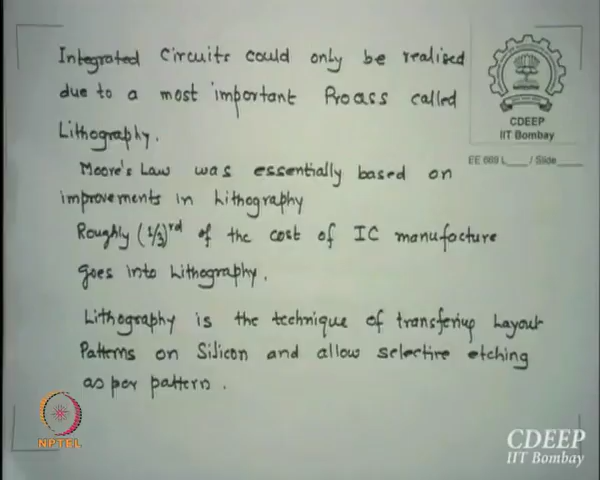 Integrated Circuits could only be realised
due to a most important Process called
Lithography.
Moore's Law was essentially based on
improvements in Lithography
Roughly (1/3)rd of the cost of IC manufacture
goes into Lithography.
Lithography is the technique of transfering Layout
Patterns on Silicon and allow selective etching
as per pattern.
CDEEP
IIT Bombay
EE 669 L___/ Slide____
NPTEL
CDEEP
IIT Bombay